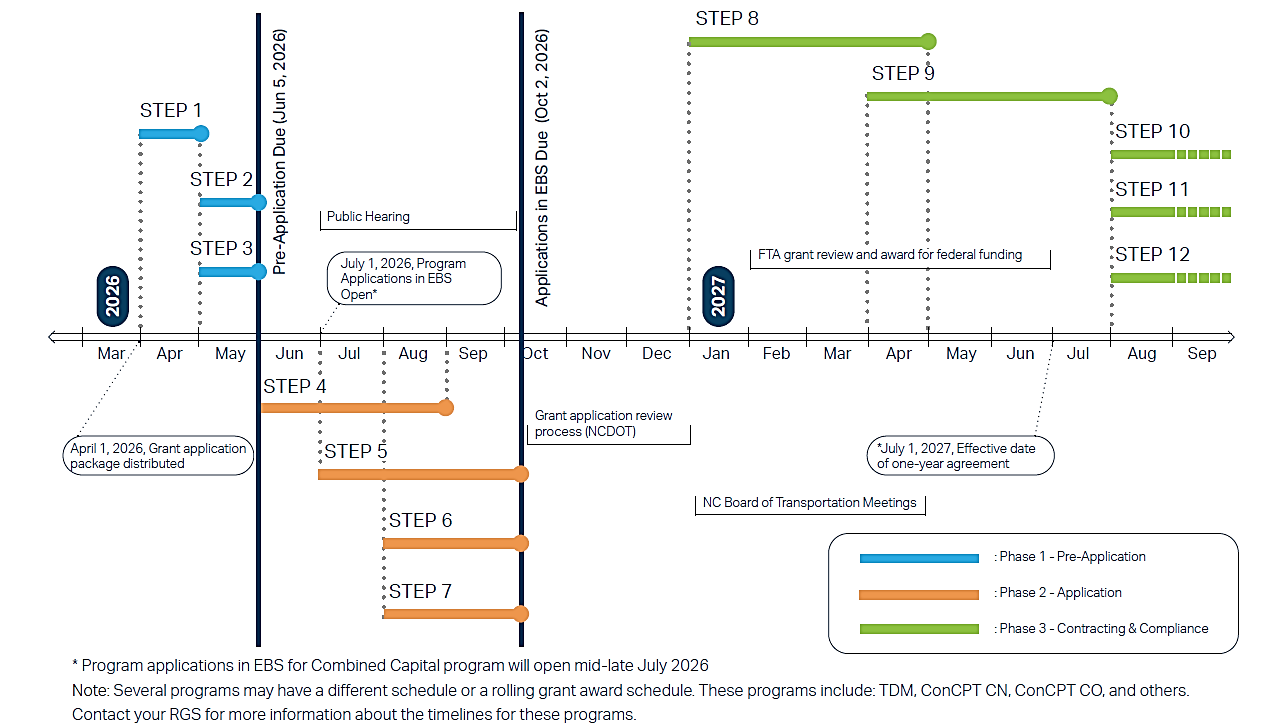 STEP 8
STEP 9
STEP 1
STEP 10
STEP 2
STEP 11
STEP 3
STEP 12
Pre-Application Due (Jun 5, 2026)
Applications in EBS Due (Oct 2, 2026)
Public Hearing
July 1, 2026, Program
Applications in EBS
Open*
FTA grant review and award for federal funding
2026
2027
Mar Apr May Jun Jul Aug Sep Oct Nov Dec Jan Feb Mar Apr May Jun Jul Aug Sep
STEP 4
Grant application review
process (NCDOT)
April 1, 2026, Grant application
package distributed
STEP 5
*July 1, 2027, Effective date
of one-year agreement
NC Board of Transportation Meetings
STEP 6
STEP 7
: Phase 1 - Pre-Application
: Phase 2 - Application
: Phase 3 - Contracting & Compliance
* Program applications in EBS for Combined Capital program will open mid-late July 2026
Note: Several programs may have a different schedule or a rolling grant award schedule. These programs include: TDM, ConCPT CN, ConCPT CO, and others.
Contact your RGS for more information about the timelines for these programs.